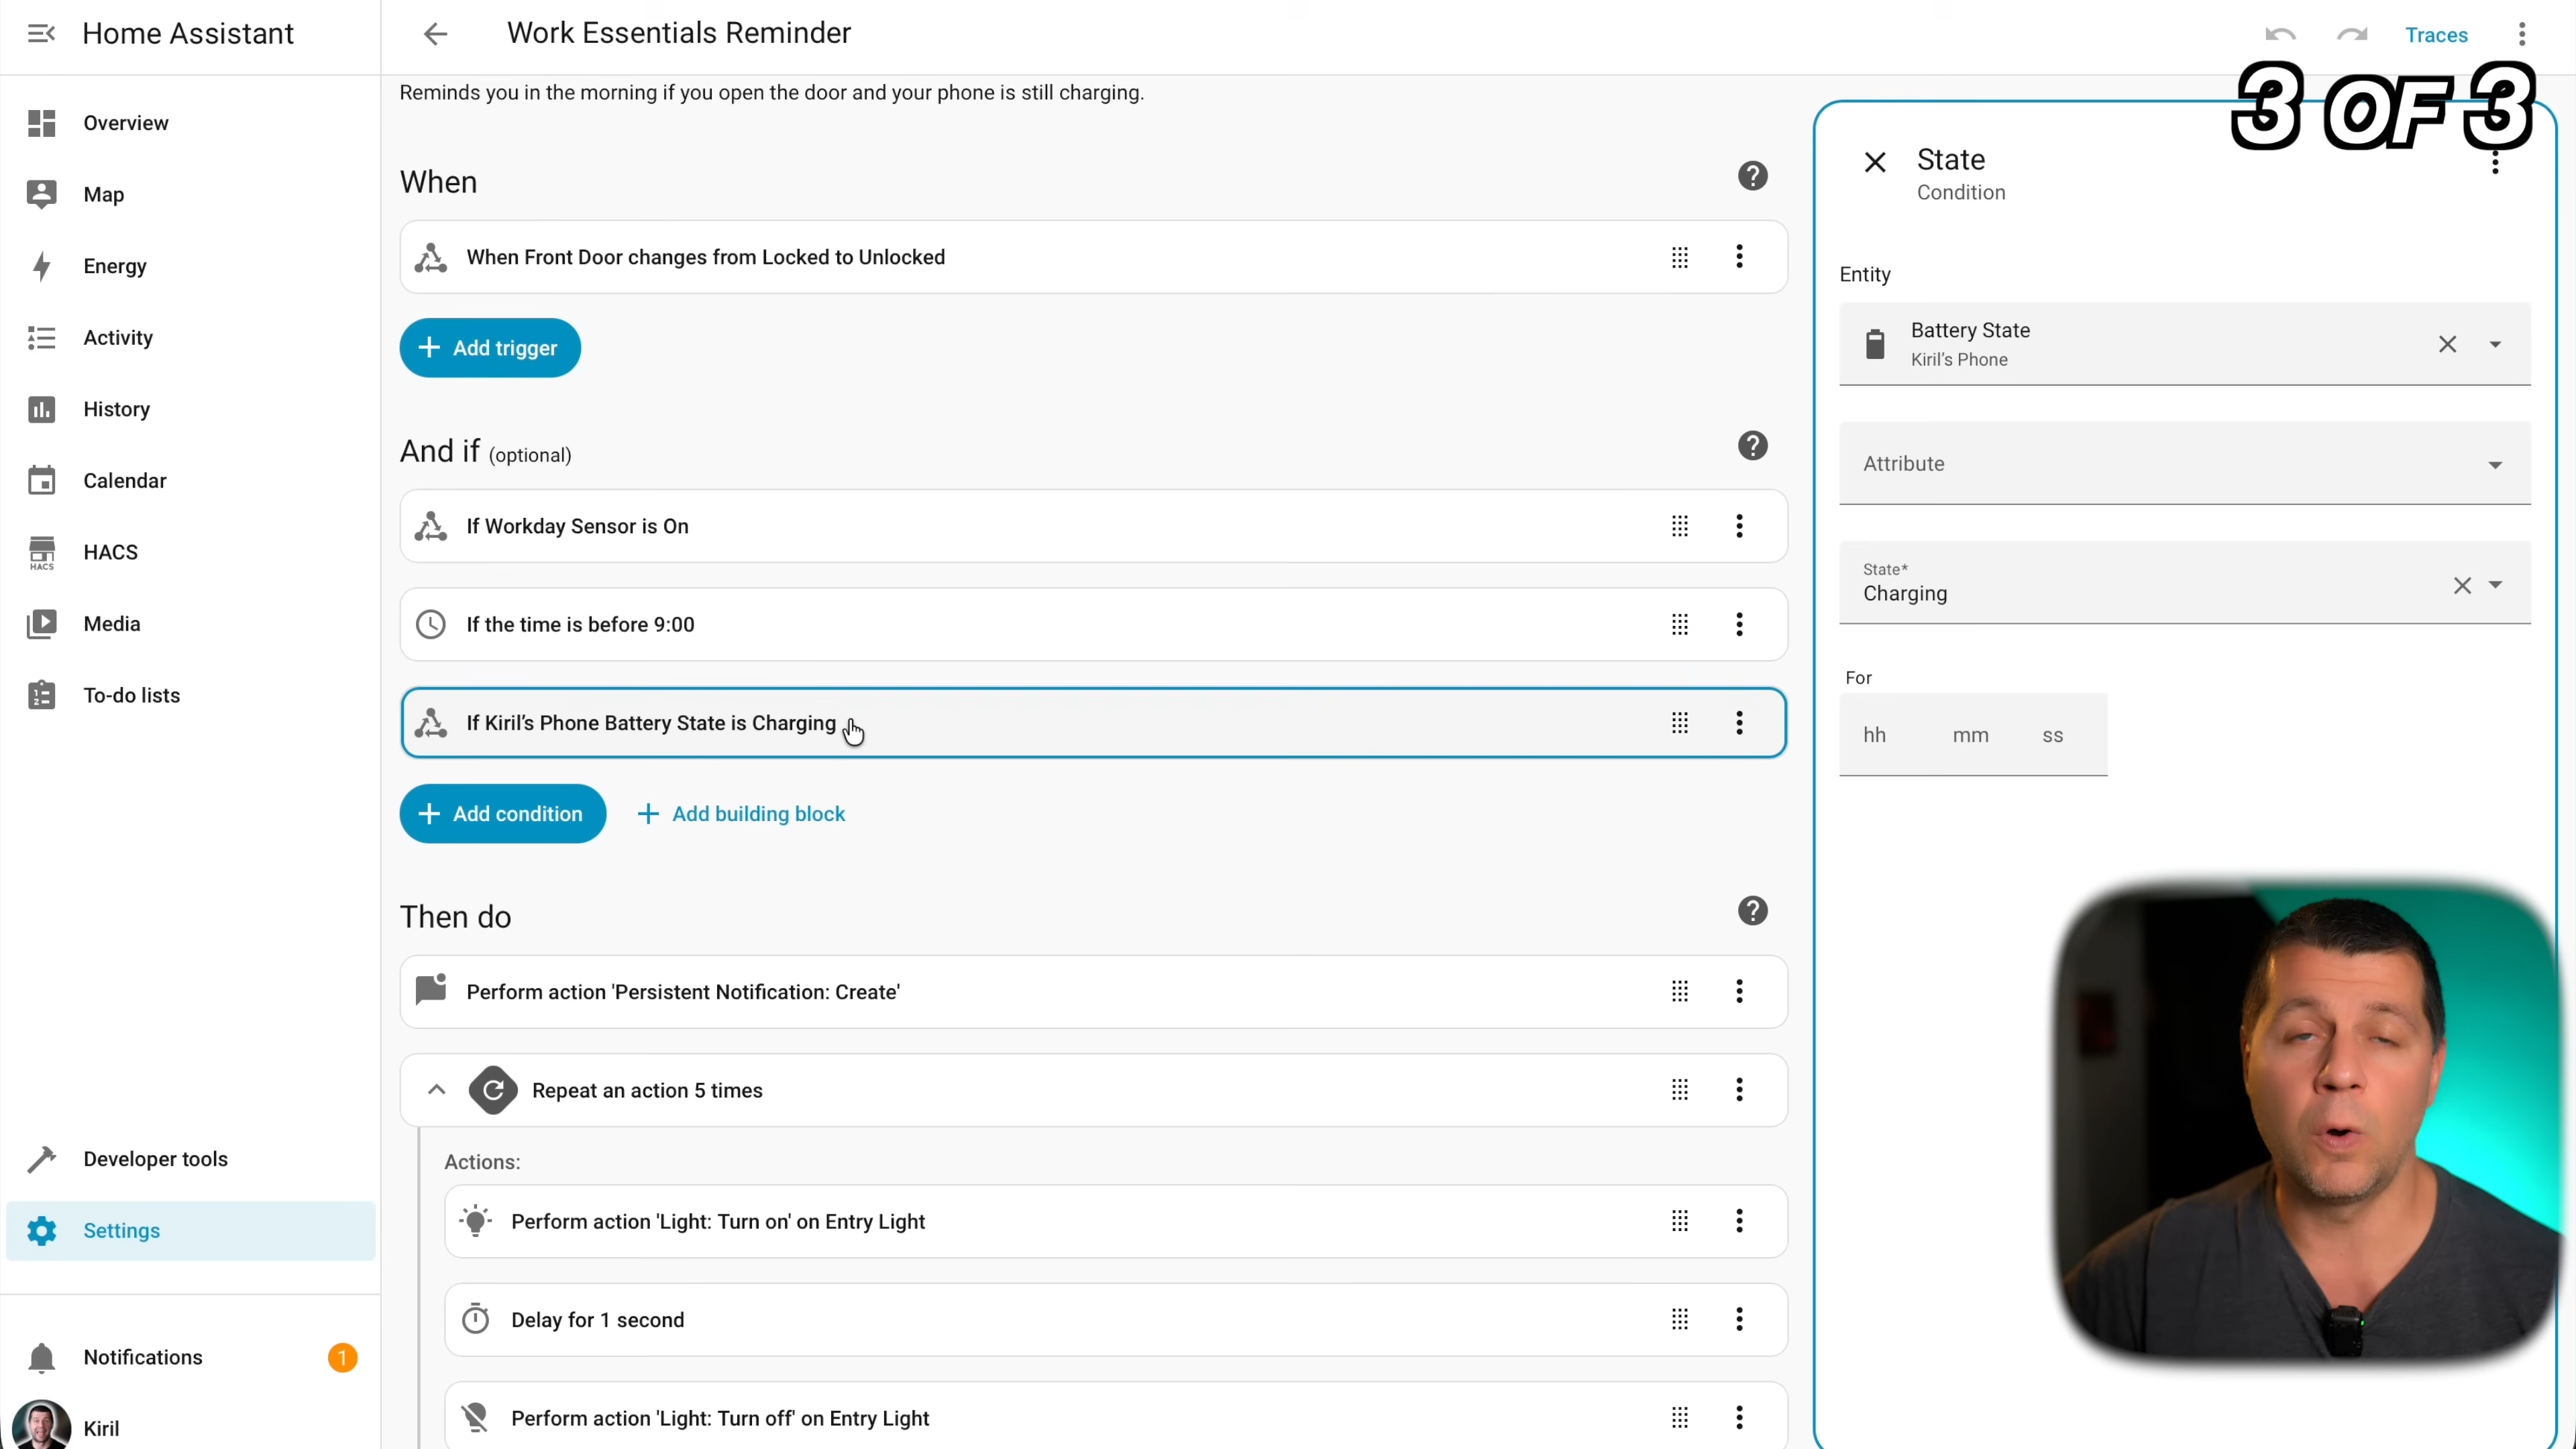 Home Assistant
Work Essentials Reminder
Traces
3 OF 3
Reminds you in the morning if you open the door and your phone is still charging.
Overview
Map
Energy
Activity
History
Calendar
HACS
HACS
Media
To-do lists
Developer tools
Settings
Notifications
1
Kiril
When
When Front Door changes from Locked to Unlocked
Add trigger
And if (optional)
If Workday Sensor is On
If the time is before 9:00
If Kiril's Phone Battery State is Charging
Add condition
Add building block
Then do
Perform action 'Persistent Notification: Create'
Repeat an action 5 times
Actions:
Perform action 'Light: Turn on' on Entry Light
Delay for 1 second
Perform action 'Light: Turn off' on Entry Light
State
Condition
Entity
Battery State
Kiril's Phone
Attribute
State*
Charging
For
hh mm ss